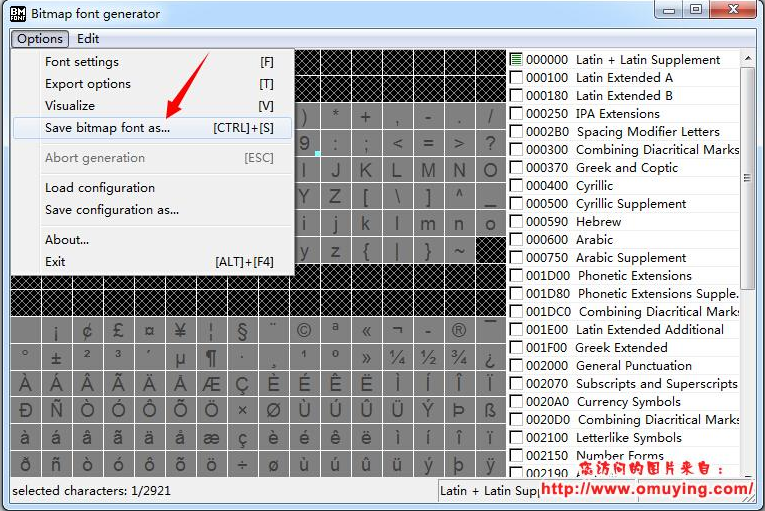 BM FONT Bitmap font generator
Options Edit
Font settings [F]
Export options [T]
Visualize [V]
Save bitmap font as... [CTRL]+[S]
Abort generation [ESC]
Load configuration
Save configuration as...
About...
Exit [ALT]+[F4]
) * + , - . /
9 : ; < = > ?
I J K L M N O
Y Z [ \ ] ^ _
i j k l m n o
y z { | } ~
¡ ¢ £ ¤ ¥ ¦ § ¨ © ª « ¬ - ® ¯
° ± ² ³ ´ µ ¶ · ¸ ¹ º » ¼ ½ ¾ ¿
À Á Â Ã Ä Å Æ Ç È É Ê Ë Ì Í Î Ï
Ð Ñ Ò Ó Ô Õ Ö × Ø Ù Ú Û Ü Ý Þ ß
à á â ã ä å æ ç è é ê ë ì í î ï
ð ñ ò ó ô õ ö ÷ ø ù ú û ü ý þ ÿ
000000 Latin + Latin Supplement
000100 Latin Extended A
000180 Latin Extended B
000250 IPA Extensions
0002B0 Spacing Modifier Letters
000300 Combining Diacritical Marks
000370 Greek and Coptic
000400 Cyrillic
000500 Cyrillic Supplement
000590 Hebrew
000600 Arabic
000750 Arabic Supplement
001D00 Phonetic Extensions
001D80 Phonetic Extensions Supple.
001DC0 Combining Diacritical Marks
001E00 Latin Extended Additional
001F00 Greek Extended
002000 General Punctuation
002070 Subscripts and Superscripts
0020A0 Currency Symbols
0020D0 Combining Diacritical Marks
002100 Letterlike Symbols
002150 Number Forms
002190
selected characters: 1/2921
Latin + Latin Sup
您访问的图片来自：
http://www.omuying.com/